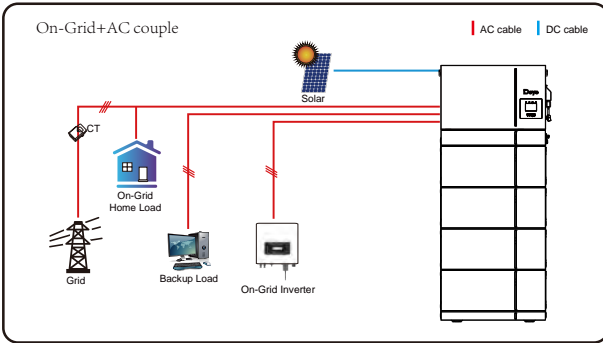 On-Grid+AC couple
AC cable
DC cable
Solar
Deye
CT
On-Grid
Home Load
Grid
Backup Load
On-Grid Inverter